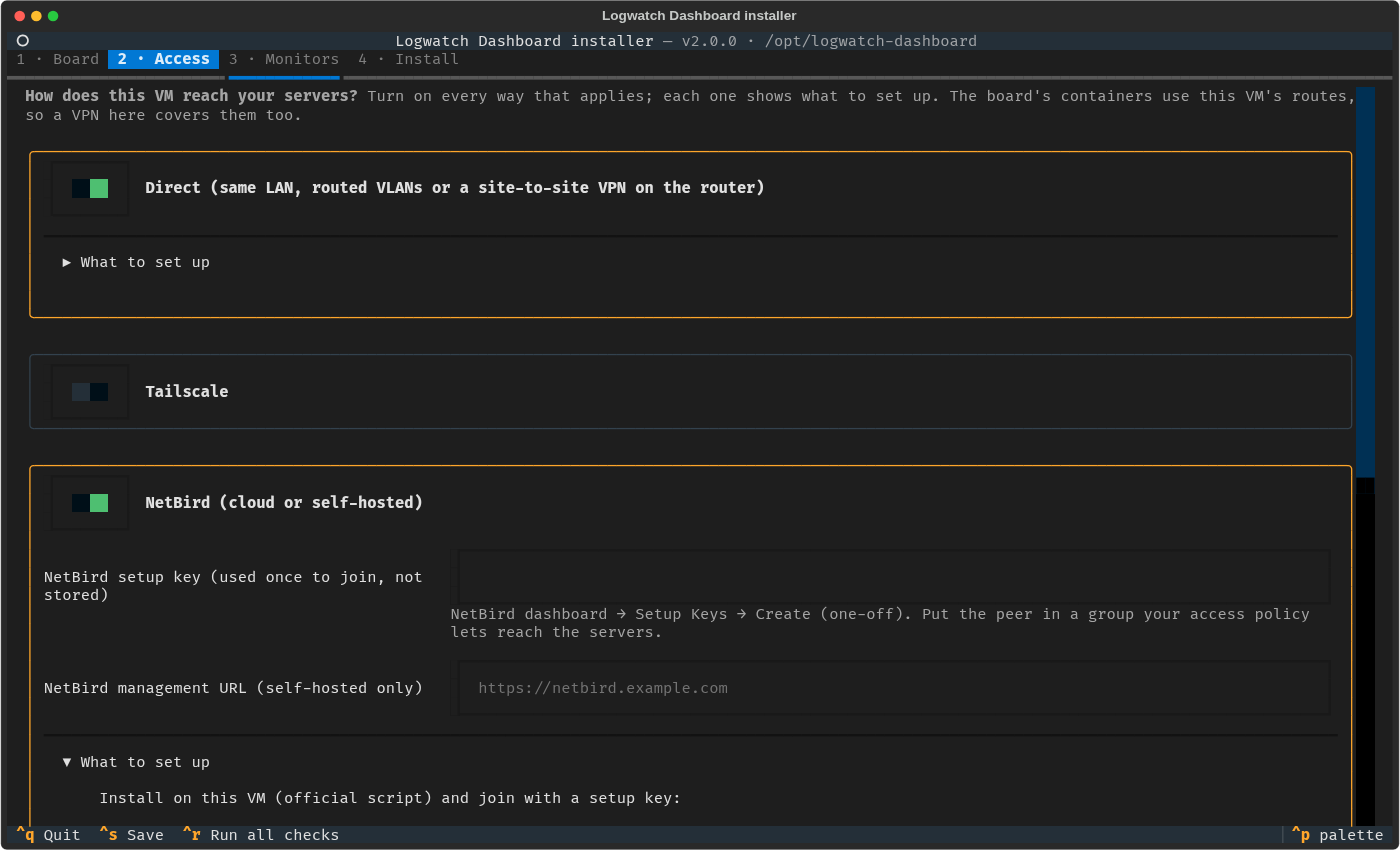 Logwatch Dashboard installer
Logwatch Dashboard installer — v2.0.0 · /opt/logwatch-dashboard
1 · Board 2 · Access 3 · Monitors 4 · Install
How does this VM reach your servers? Turn on every way that applies; each one shows what to set up. The board's containers use this VM's routes,
so a VPN here covers them too.
Direct (same LAN, routed VLANs or a site-to-site VPN on the router)
▶ What to set up
Tailscale
NetBird (cloud or self-hosted)
NetBird setup key (used once to join, not
stored)
NetBird dashboard → Setup Keys → Create (one-off). Put the peer in a group your access policy
lets reach the servers.
NetBird management URL (self-hosted only) https://netbird.example.com
▼ What to set up
Install on this VM (official script) and join with a setup key:
^q Quit ^s Save ^r Run all checks ^p palette